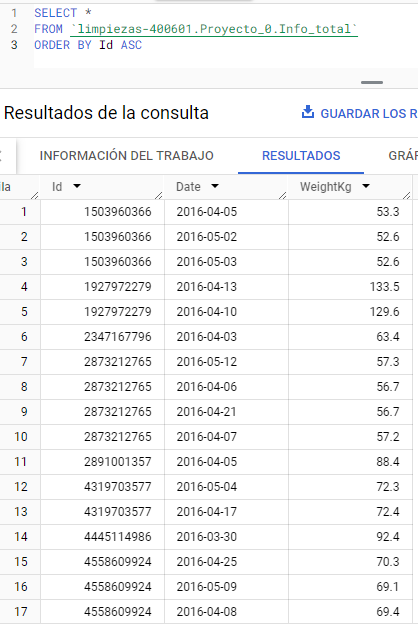 1 SELECT *
2 FROM `limpiezas-400601.Proyecto_0.Info_total`
3 ORDER BY Id ASC
Resultados de la consulta GUARDAR LOS R
INFORMACIÓN DEL TRABAJO RESULTADOS GRÁF
ila Id Date WeightKg
1 1503960366 2016-04-05 53.3
2 1503960366 2016-05-02 52.6
3 1503960366 2016-05-03 52.6
4 1927972279 2016-04-13 133.5
5 1927972279 2016-04-10 129.6
6 2347167796 2016-04-03 63.4
7 2873212765 2016-05-12 57.3
8 2873212765 2016-04-06 56.7
9 2873212765 2016-04-21 56.7
10 2873212765 2016-04-07 57.2
11 2891001357 2016-04-05 88.4
12 4319703577 2016-05-04 72.3
13 4319703577 2016-04-17 72.4
14 4445114986 2016-03-30 92.4
15 4558609924 2016-04-25 70.3
16 4558609924 2016-05-09 69.1
17 4558609924 2016-04-08 69.4